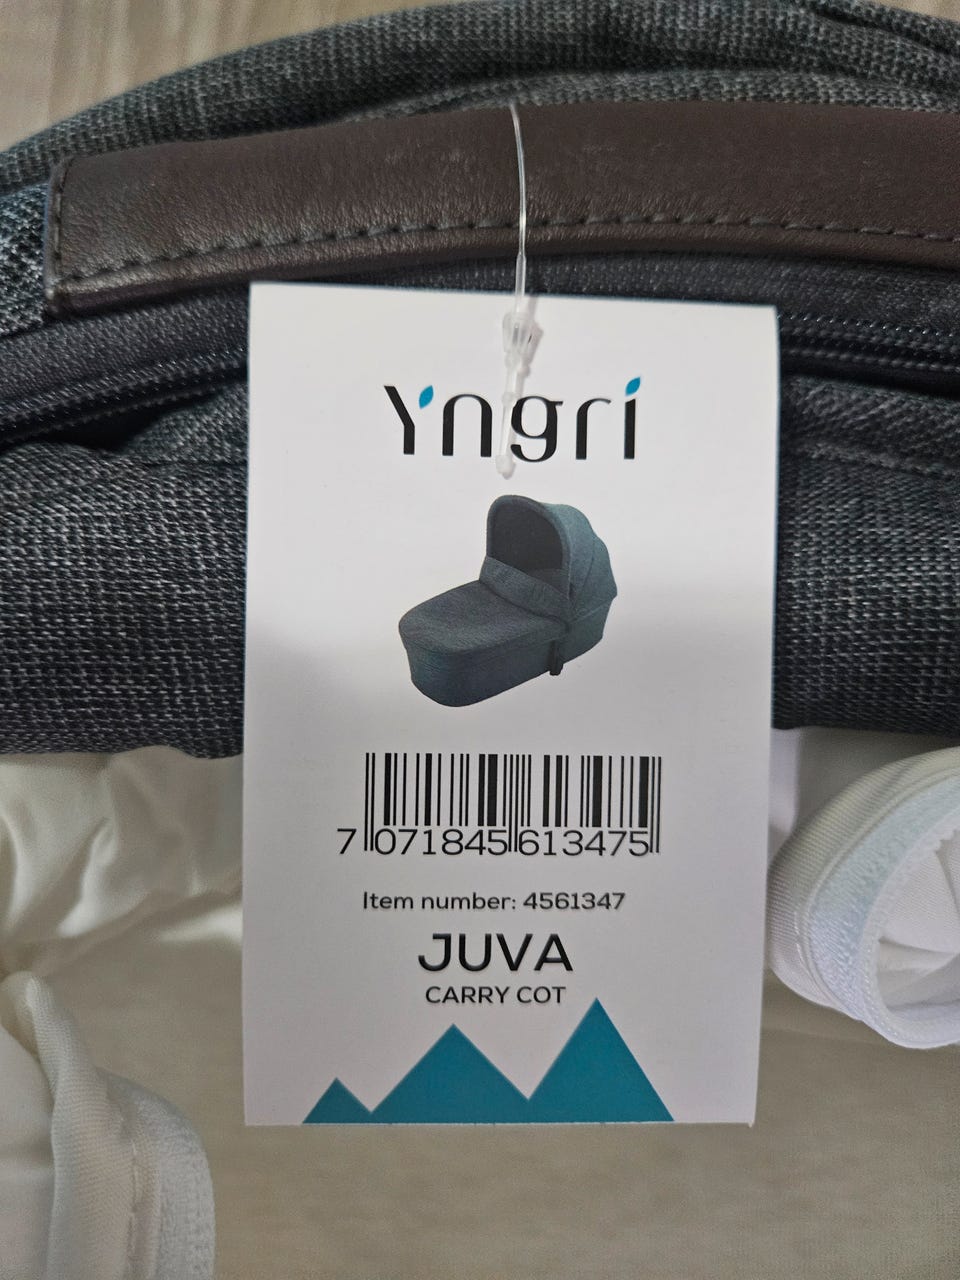 Yngri
7 071845 613475
Item number: 4561347
JUVA
CARRY COT